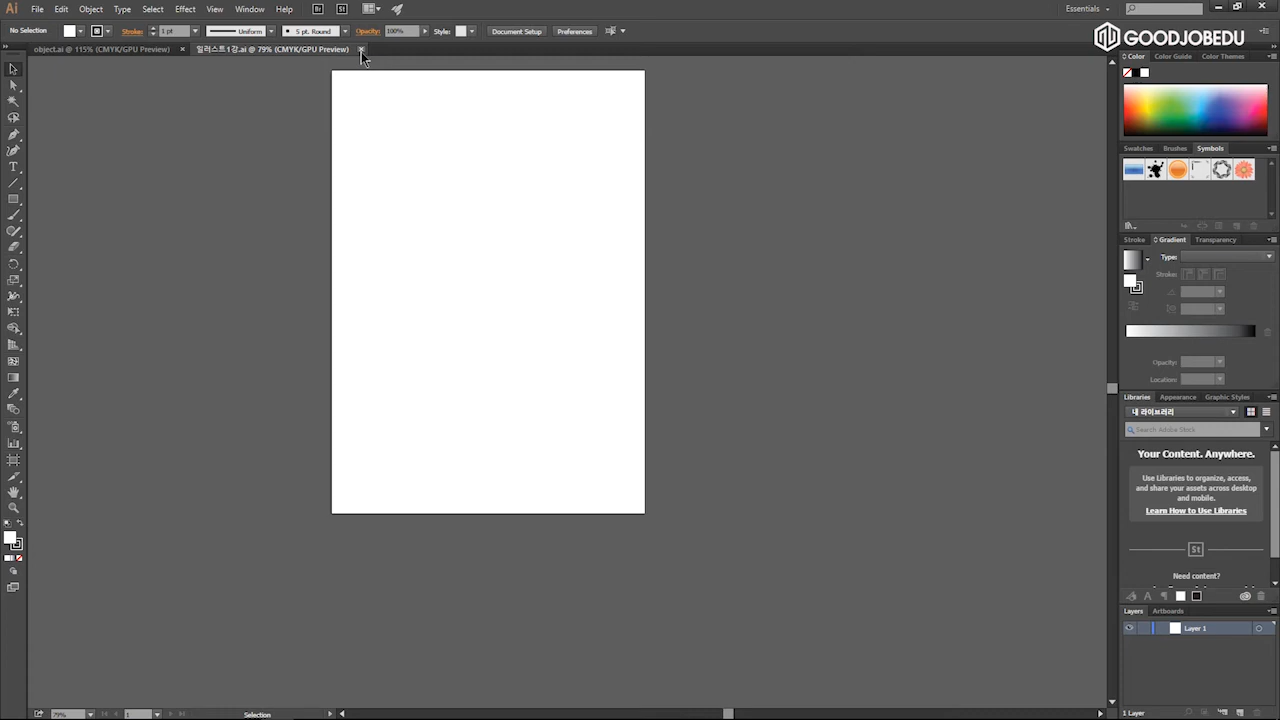 Ai File Edit Object Type Select Effect View Window Help Br St Essentials
No Selection Stroke: 1 pt Uniform 5 pt. Round Opacity: 100% Style: Document Setup Preferences
GOODJOBEDU
object.ai @ 115% (CMYK/GPU Preview) × 일러스트1강.ai @ 79% (CMYK/GPU Preview) ×
Color Color Guide Color Themes
Swatches Brushes Symbols
Stroke Gradient Transparency
Type:
Stroke:
Opacity:
Location:
Libraries Appearance Graphic Styles
내 라이브러리
Search Adobe Stock
Your Content. Anywhere.
Use Libraries to organize, access,
and share your assets across desktop
and mobile.
Learn How to Use Libraries
St
Need content?
Layers Artboards
Layer 1
79% 1 Selection 1 Layer